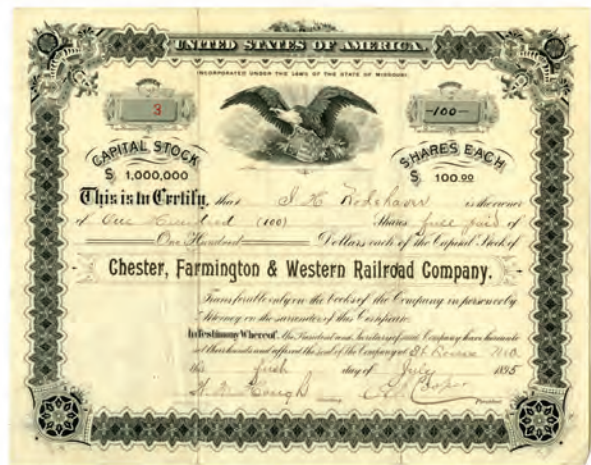 UNITED STATES OF AMERICA.
INCORPORATED UNDER THE LAWS OF THE STATE OF MISSOURI
3
-100-
CAPITAL STOCK
$ 1,000,000
SHARES EACH
$ 100.00
This is to Certify, that is the owner
of One Hundred (100) Shares full paid of
One Hundred Dollars each of the Capital Stock of
Chester, Farmington & Western Railroad Company.
Transferable only on the books of the Company in person or by
Attorney on the surrender of this Certificate.
In Testimony Whereof, the President and Secretary of said Company have hereunto
set their hands and affixed the seal of the Company at St Louis Mo.
this first day of July 1895
Cooper
President